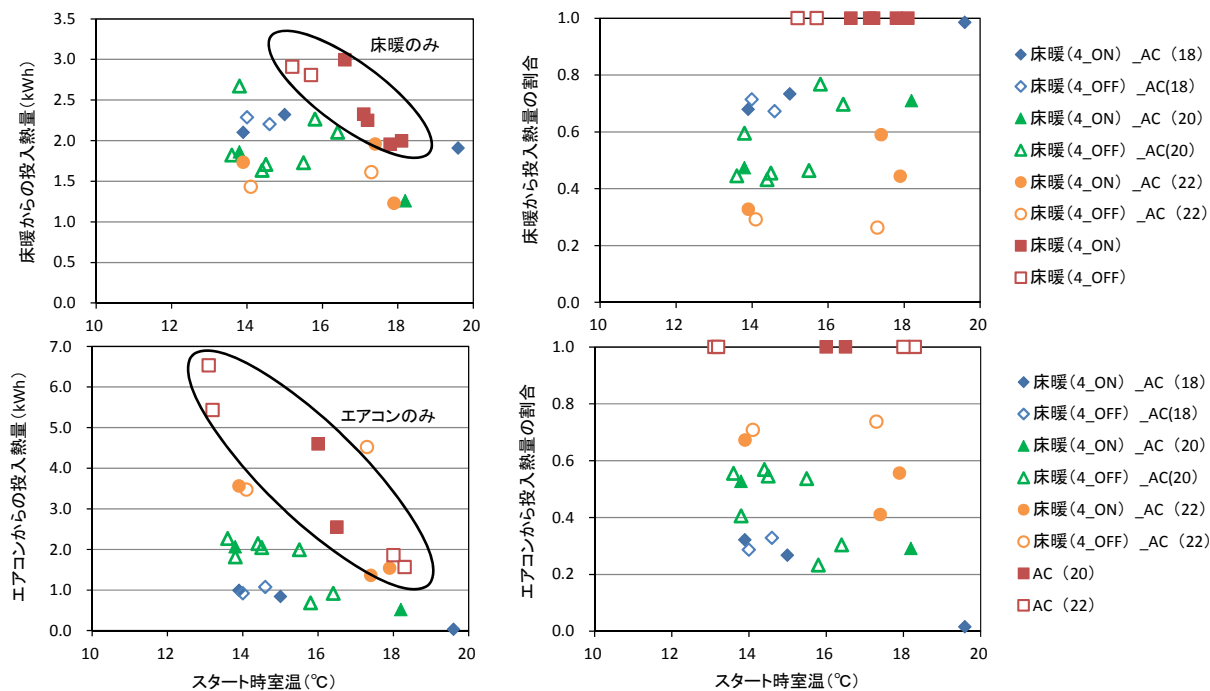 床暖からの投入熱量(kWh)
3.5
3.0
2.5
2.0
1.5
1.0
0.5
0.0
10
12
14
16
18
20
床暖のみ
床暖から投入熱量の割合
1.0
0.8
0.6
0.4
0.2
0.0
10
12
14
16
18
20
床暖(4_ON)_AC(18)
床暖(4_OFF)_AC(18)
床暖(4_ON)_AC(20)
床暖(4_OFF)_AC(20)
床暖(4_ON)_AC(22)
床暖(4_OFF)_AC(22)
床暖(4_ON)
床暖(4_OFF)
エアコンからの投入熱量(kWh)
7.0
6.0
5.0
4.0
3.0
2.0
1.0
0.0
10
12
14
16
18
20
エアコンのみ
スタート時室温(℃)
エアコンから投入熱量の割合
1.0
0.8
0.6
0.4
0.2
0.0
10
12
14
16
18
20
スタート時室温(℃)
床暖(4_ON)_AC(18)
床暖(4_OFF)_AC(18)
床暖(4_ON)_AC(20)
床暖(4_OFF)_AC(20)
床暖(4_ON)_AC(22)
床暖(4_OFF)_AC(22)
AC(20)
AC(22)